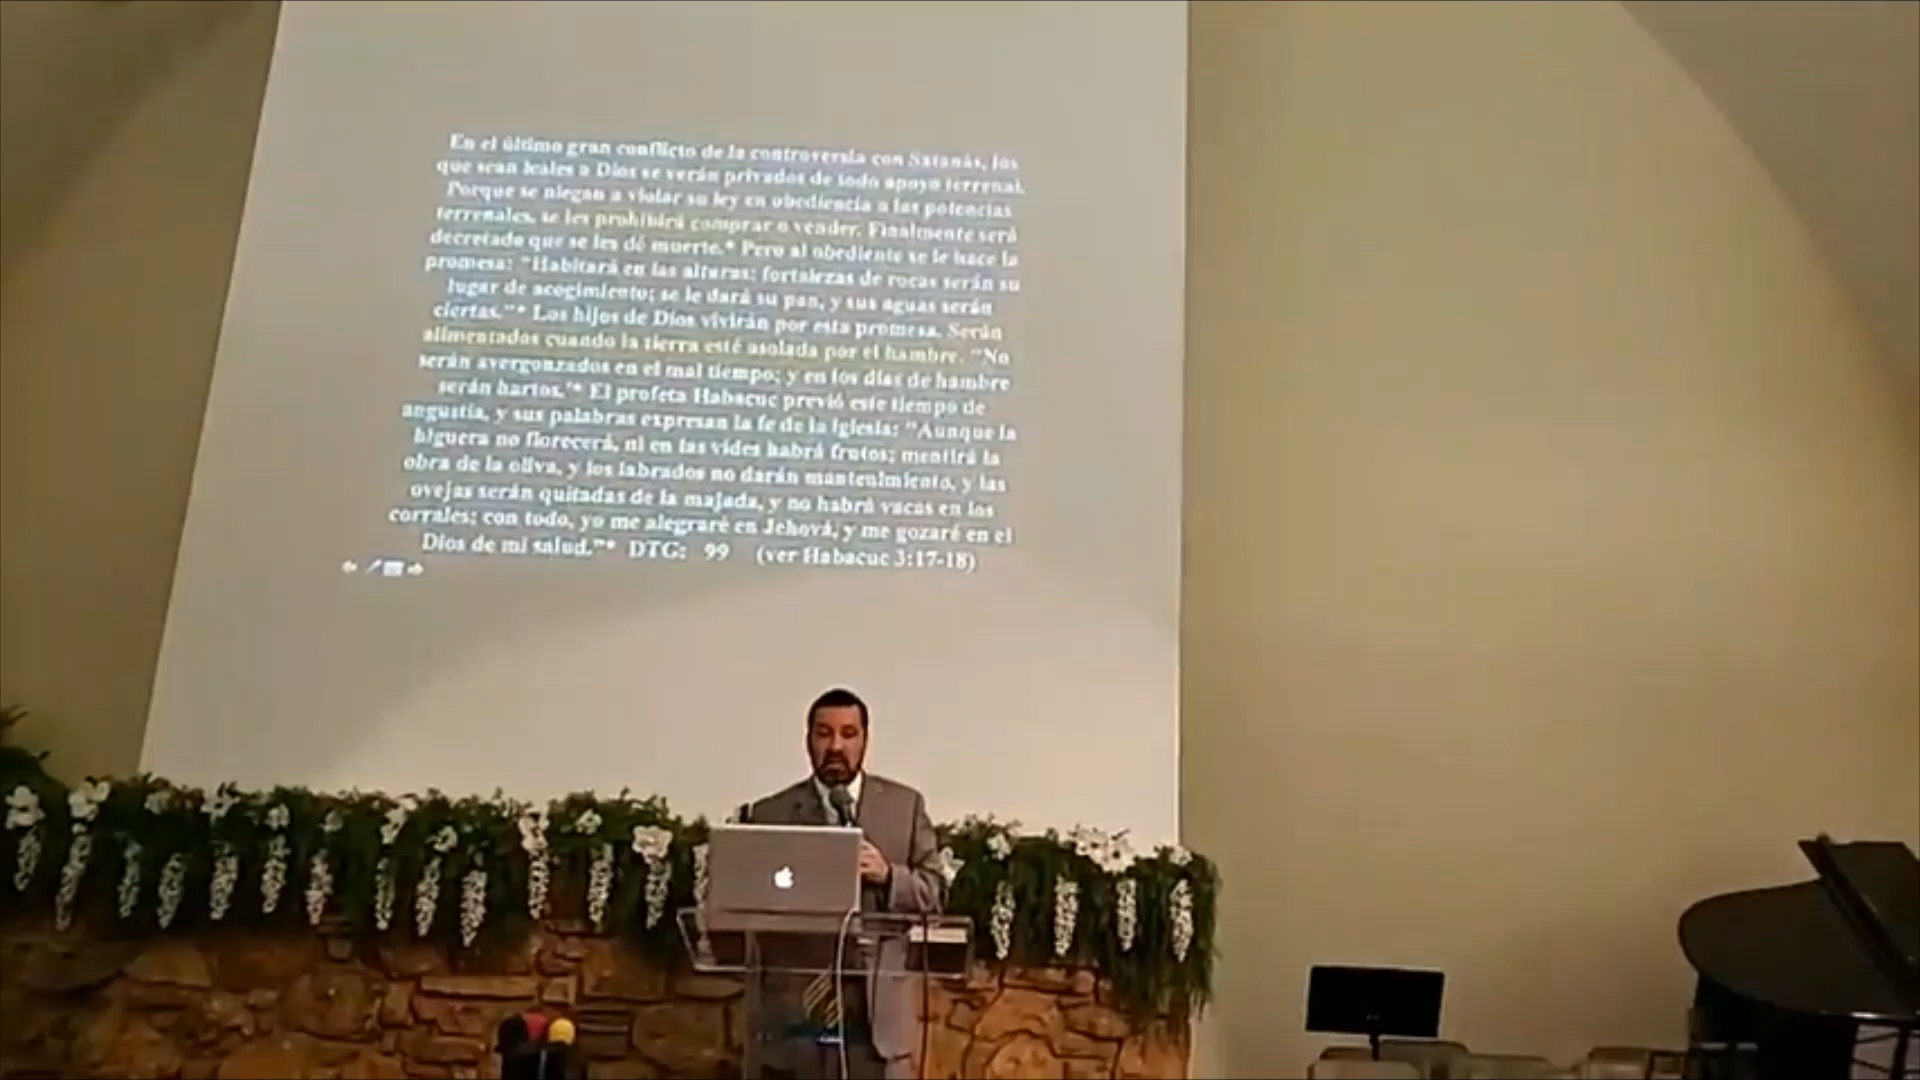 En el último gran conflicto de la controversia con Satanás, los
que sean leales a Dios se verán privados de todo apoyo terrenal.
Porque se niegan a violar su ley en obediencia a las potencias
terrenales, se les prohibirá comprar o vender. Finalmente será
decretado que se les dé muerte.* Pero al obediente se le hace la
promesa: "Habitará en las alturas: fortalezas de rocas serán su
lugar de acogimiento; se le dará su pan, y sus aguas serán
ciertas."* Los hijos de Dios vivirán por esta promesa. Serán
alimentados cuando la tierra esté asolada por el hambre. "No
serán avergonzados en el mal tiempo; y en los días de hambre
serán hartos.'* El profeta Habacuc previó este tiempo de
angustia, y sus palabras expresan la fe de la iglesia: "Aunque la
higuera no florecerá, ni en las vides habrá frutos; mentirá la
obra de la oliva, y los labrados no darán mantenimiento, y las
ovejas serán quitadas de la majada, y no habrá vacas en los
corrales; con todo, yo me alegraré en Jehová, y me gozaré en el
Dios de mi salud."* DTG: 99 (ver Habacuc 3:17-18)